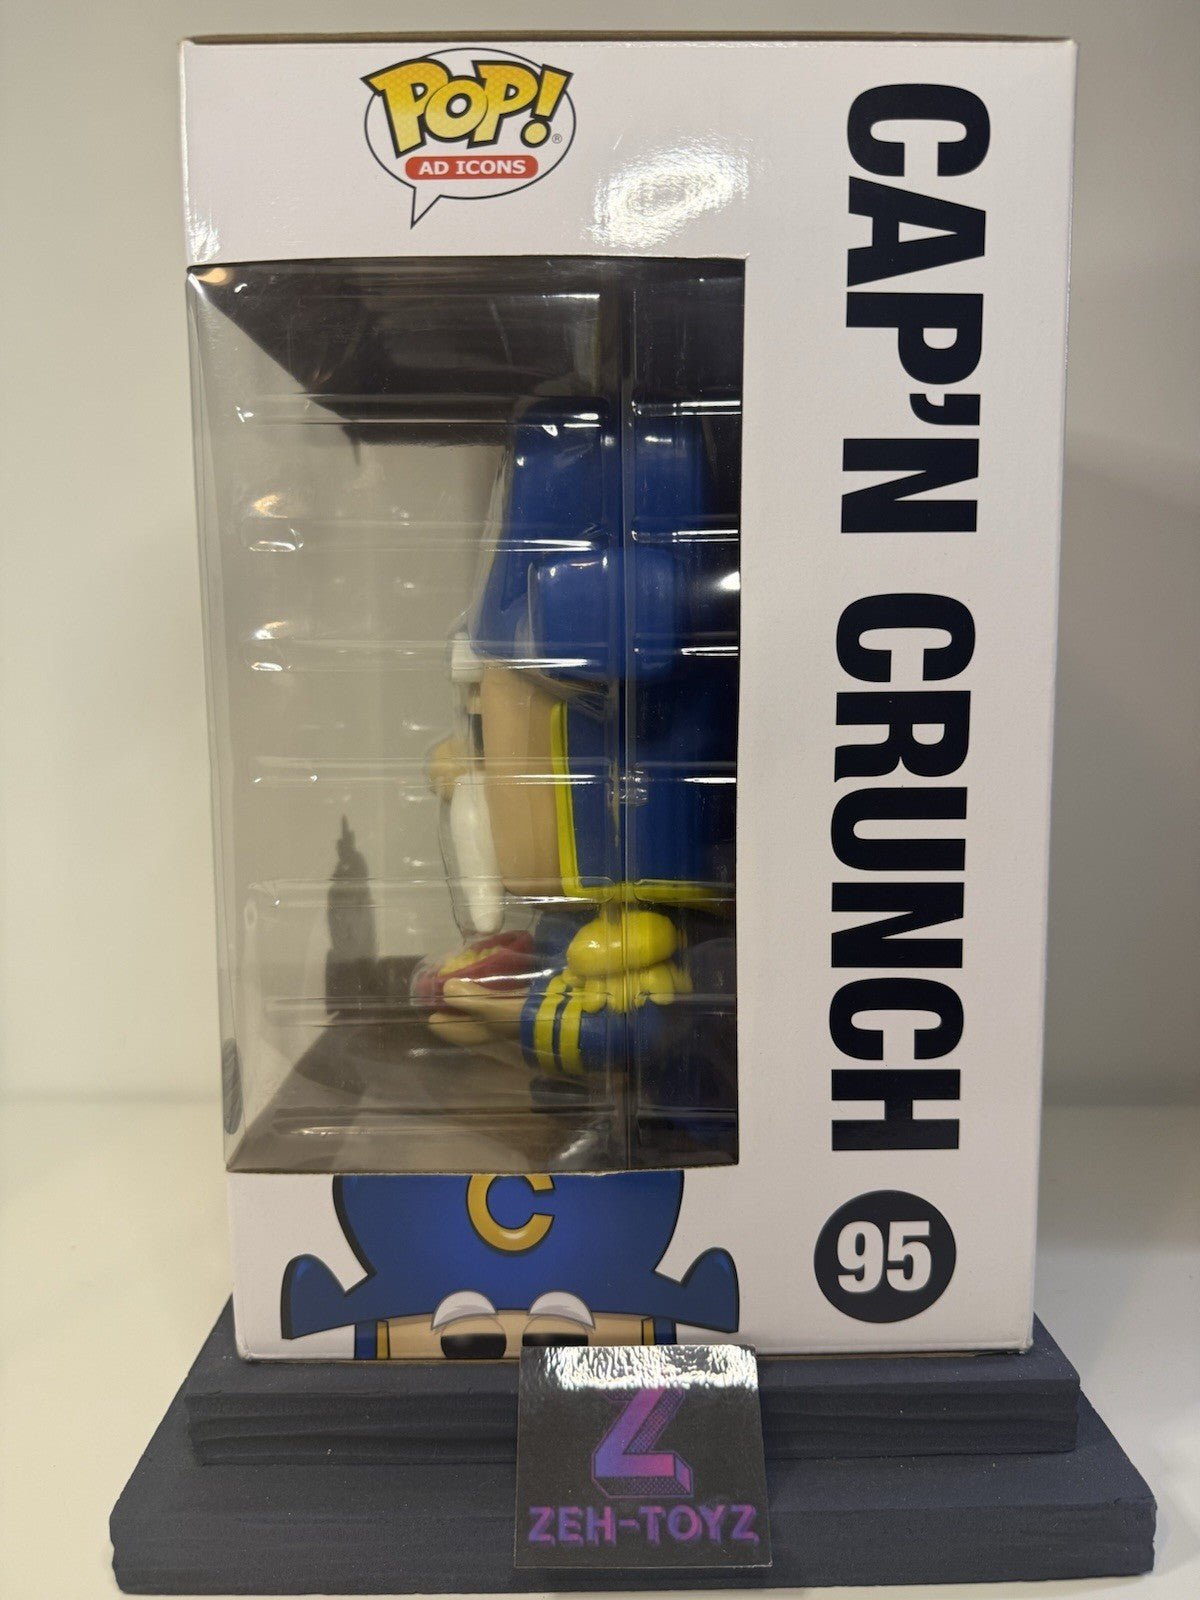 POP!
®
AD ICONS
CAP'N CRUNCH
95
C
Z
ZEH-TOYZ